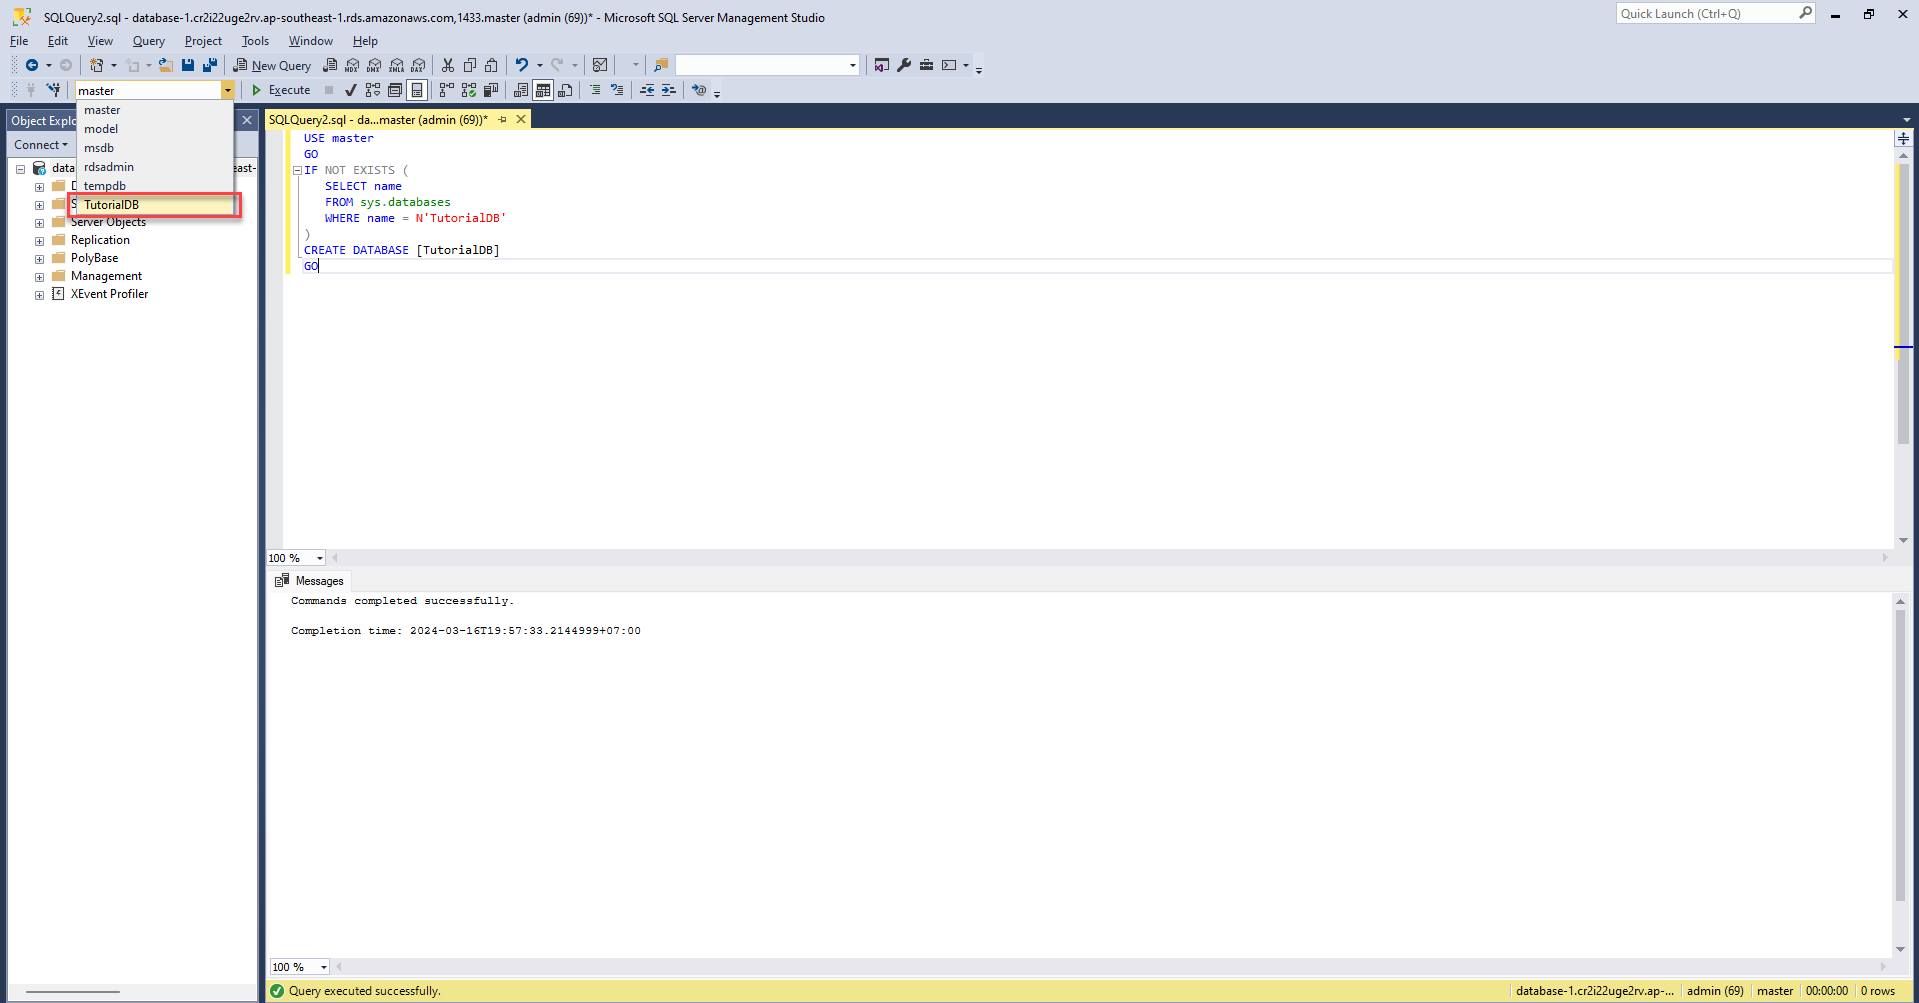 SQLQuery2.sql - database-1.cr2i22uge2rv.ap-southeast-1.rds.amazonaws.com,1433.master (admin (69))* - Microsoft SQL Server Management Studio
Quick Launch (Ctrl+Q)
File Edit View Query Project Tools Window Help
New Query MDX DMX XMLA DAX
master Execute
master
model
msdb
rdsadmin
tempdb
TutorialDB
Object Explo
Connect
data east-
D
S
Server Objects
Replication
PolyBase
Management
XEvent Profiler
SQLQuery2.sql - da...master (admin (69))*
USE master
GO
IF NOT EXISTS (
SELECT name
FROM sys.databases
WHERE name = N'TutorialDB'
)
CREATE DATABASE [TutorialDB]
GO
100 %
Messages
Commands completed successfully.
Completion time: 2024-03-16T19:57:33.2144999+07:00
100 %
Query executed successfully.
database-1.cr2i22uge2rv.ap-... admin (69) master 00:00:00 0 rows